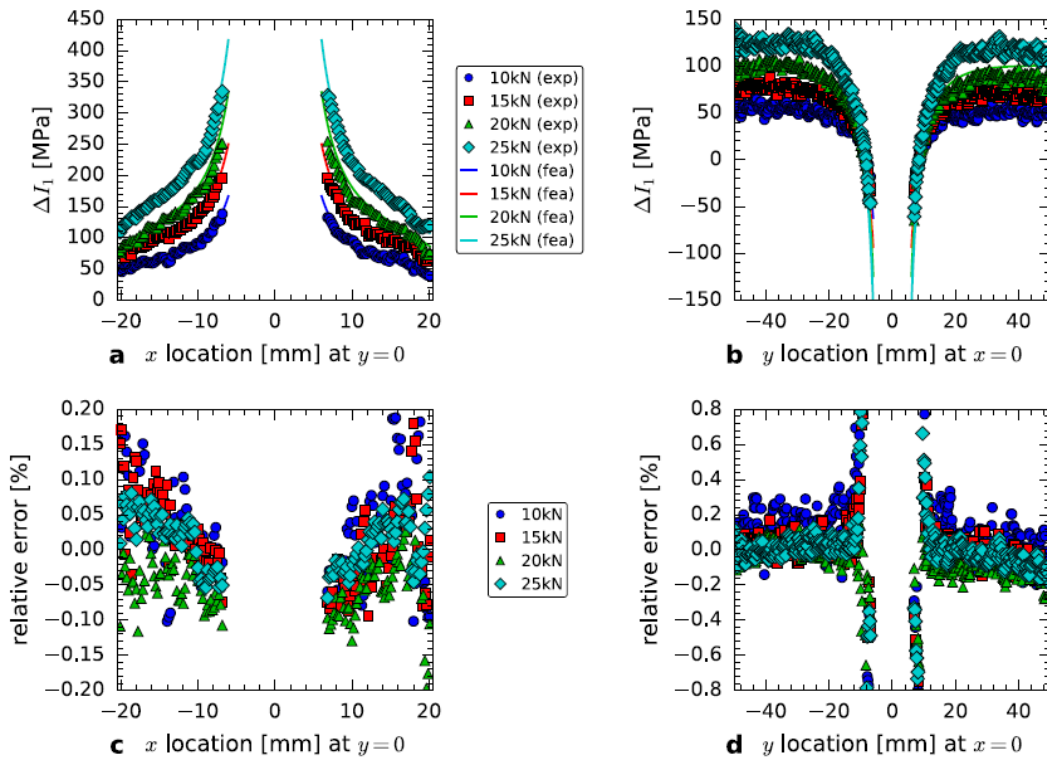 450
400
350
300
250
200
150
100
50
0
ΔI₁ [MPa]
−20 −10 0 10 20
a x location [mm] at y=0
10kN (exp)
15kN (exp)
20kN (exp)
25kN (exp)
10kN (fea)
15kN (fea)
20kN (fea)
25kN (fea)
150
100
50
0
−50
−100
−150
ΔI₁ [MPa]
−40 −20 0 20 40
b y location [mm] at x=0
0.20
0.15
0.10
0.05
0.00
−0.05
−0.10
−0.15
−0.20
relative error [%]
−20 −10 0 10 20
c x location [mm] at y=0
10kN
15kN
20kN
25kN
0.8
0.6
0.4
0.2
0.0
−0.2
−0.4
−0.6
−0.8
relative error [%]
−40 −20 0 20 40
d y location [mm] at x=0